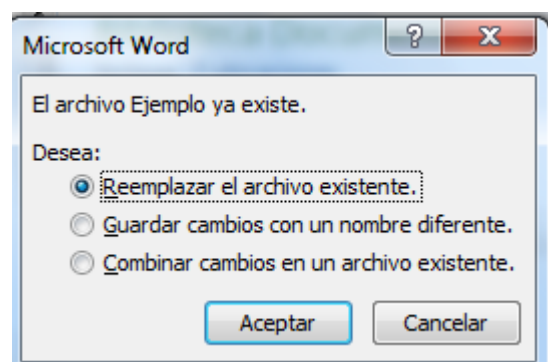 Microsoft Word
?
El archivo Ejemplo ya existe.
Desea:
Reemplazar el archivo existente.
Guardar cambios con un nombre diferente.
Combinar cambios en un archivo existente.
Aceptar
Cancelar